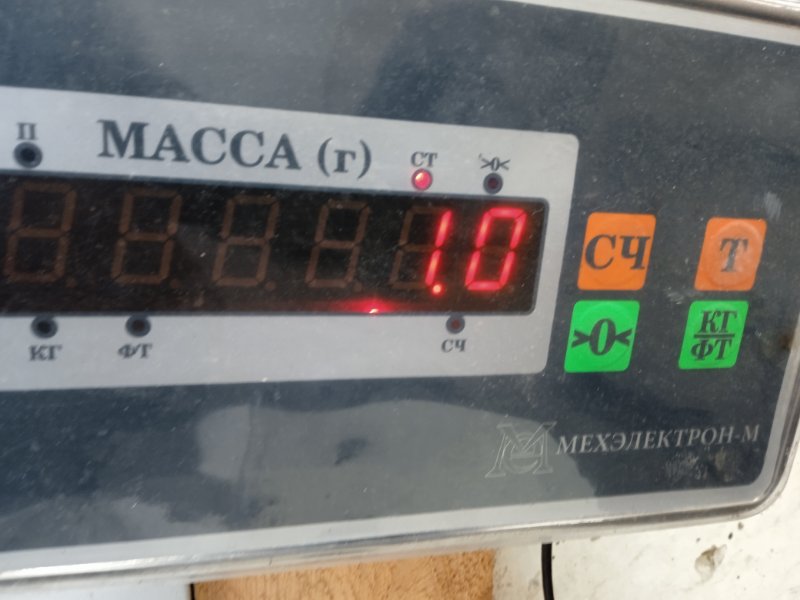 П
МАССА (г)
СТ
>0<
1.0
СЧ
Т
КГ
ФТ
СЧ
>0<
КГ
ФТ
МЕХЭЛЕКТРОН-М